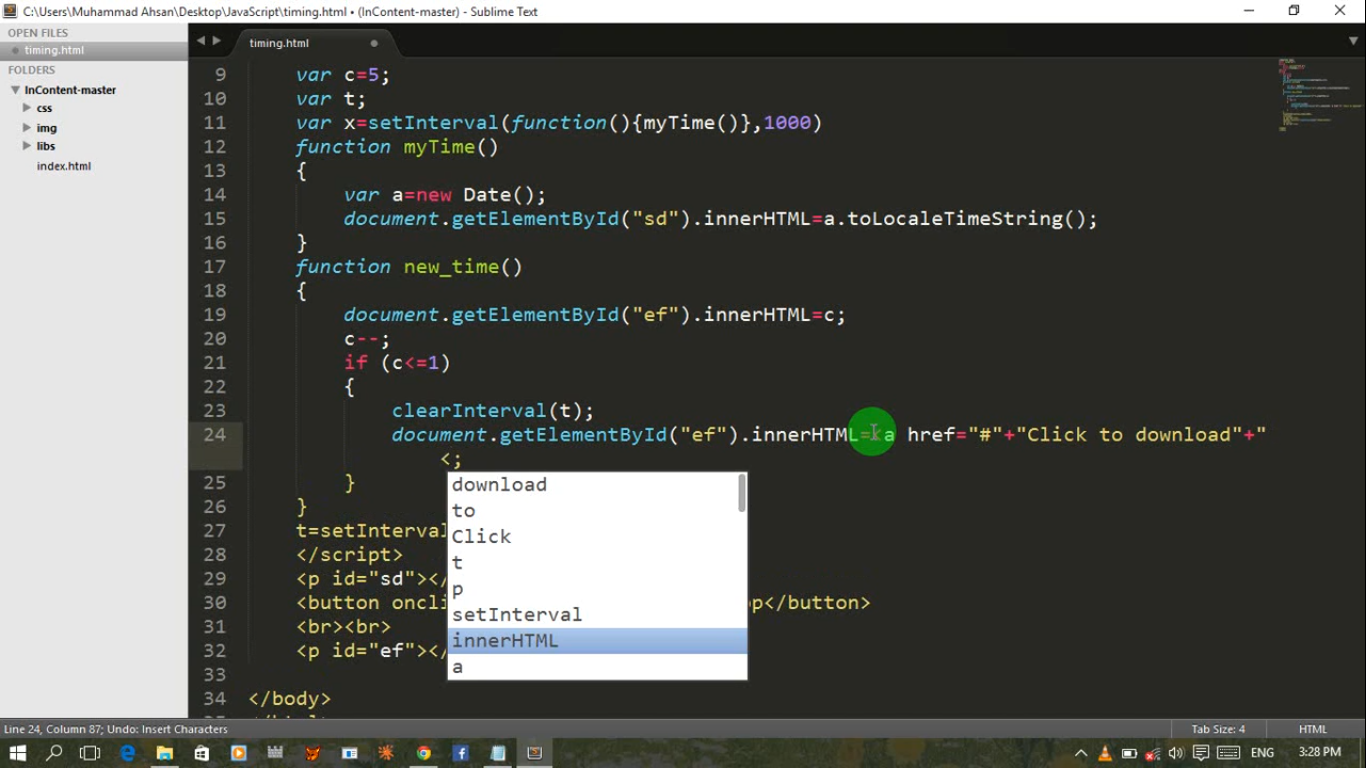 C:\Users\Muhammad Ahsan\Desktop\JavaScript\timing.html • (InContent-master) - Sublime Text
OPEN FILES
timing.html
FOLDERS
InContent-master
css
img
libs
index.html
timing.html
9 var c=5;
10 var t;
11 var x=setInterval(function(){myTime()},1000)
12 function myTime()
13 {
14 var a=new Date();
15 document.getElementById("sd").innerHTML=a.toLocaleTimeString();
16 }
17 function new_time()
18 {
19 document.getElementById("ef").innerHTML=c;
20 c--;
21 if (c<=1)
22 {
23 clearInterval(t);
24 document.getElementById("ef").innerHTML=<a href="#"+"Click to download"+"
<;
25 }
26 }
27 t=setInterval
28 </script>
29 <p id="sd"></
30 <button oncli p</button>
31 <br><br>
32 <p id="ef"></
33
34 </body>
download
to
Click
t
p
setInterval
innerHTML
a
Line 24, Column 87; Undo: Insert Characters
Tab Size: 4
HTML
ENG
3:28 PM